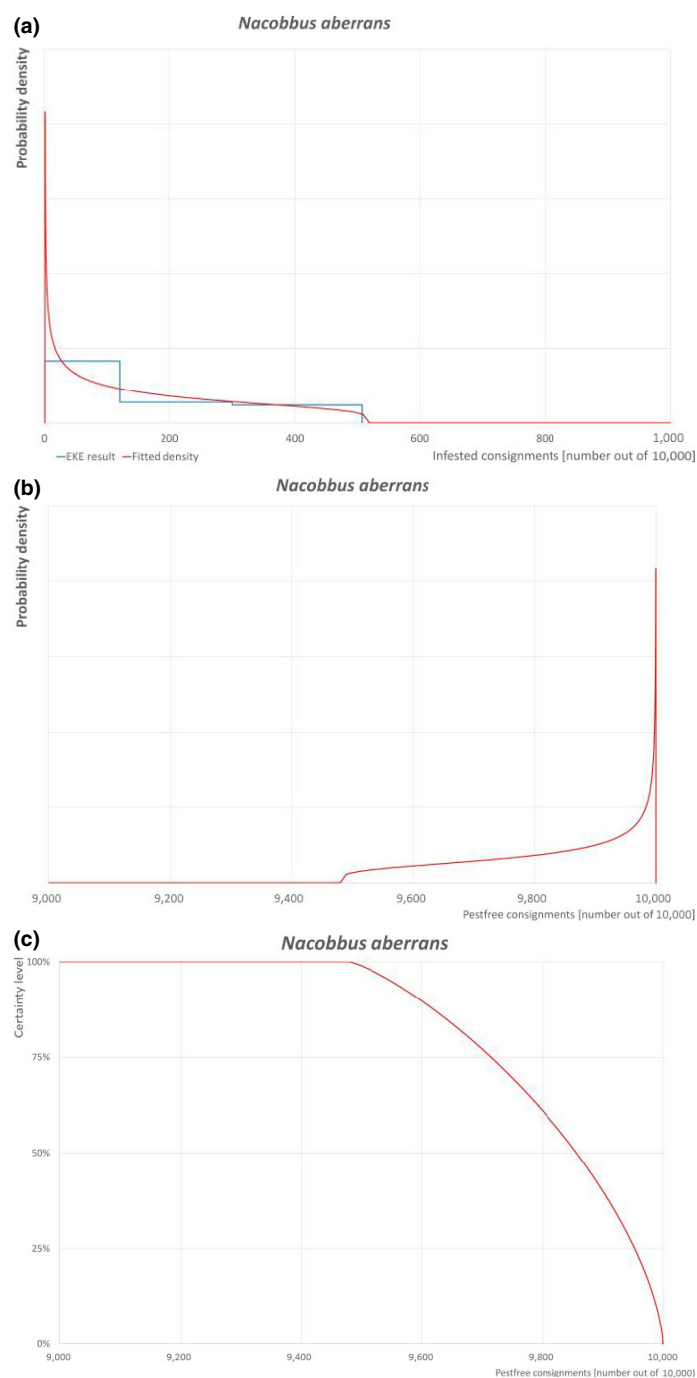 (a)
Nacobbus aberrans
Probability density
0 200 400 600 800 1,000
EKE result Fitted density Infested consignments [number out of 10,000]
(b)
Nacobbus aberrans
Probability density
9,000 9,200 9,400 9,600 9,800 10,000
Pestfree consignments [number out of 10,000]
(c)
Nacobbus aberrans
Certainty level
100%
75%
50%
25%
0%
9,000 9,200 9,400 9,600 9,800 10,000
Pestfree consignments [number out of 10,000]